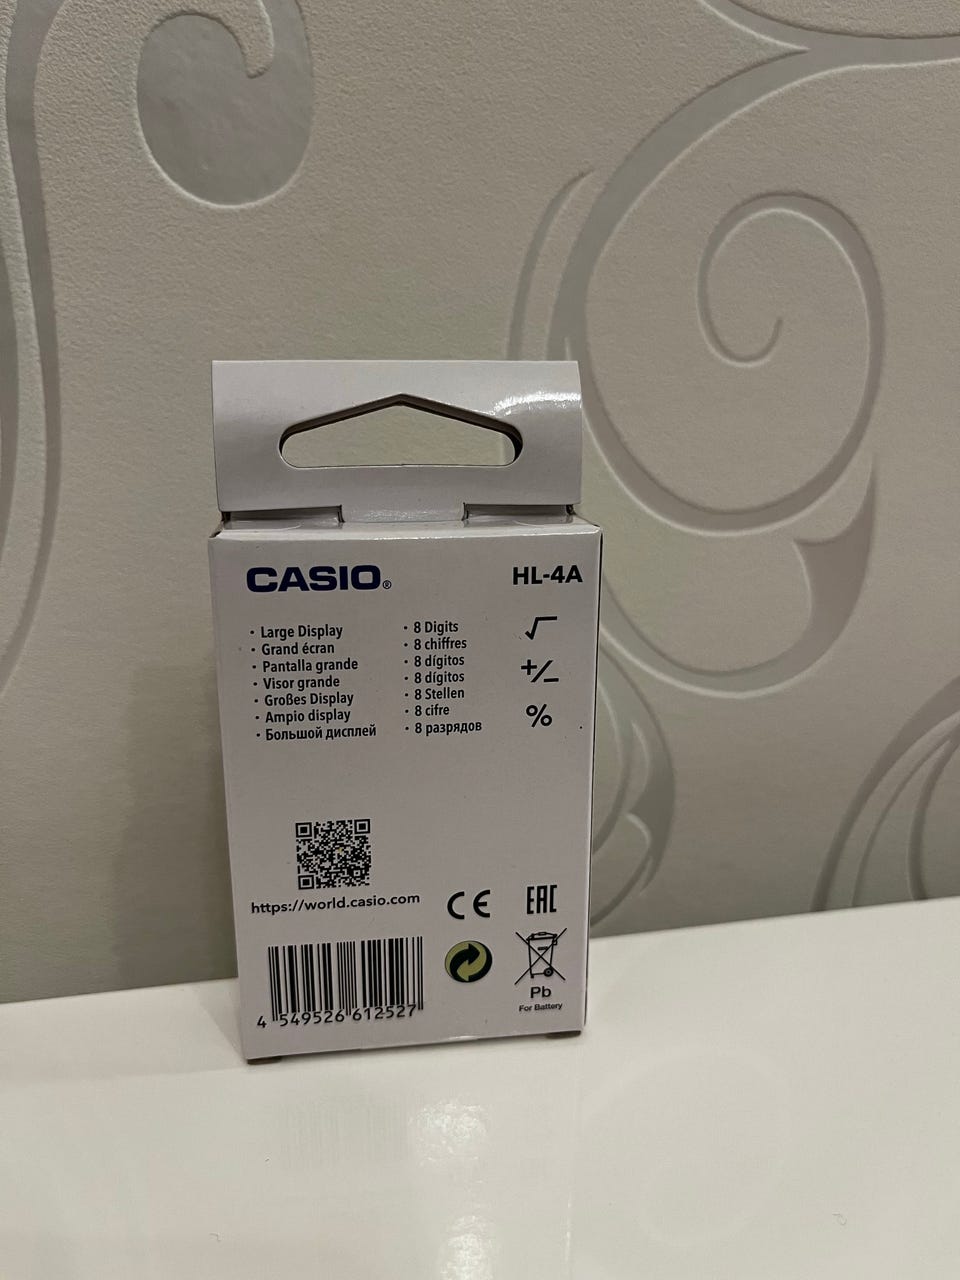 CASIO®
HL-4A
· Large Display
· Grand écran
· Pantalla grande
· Visor grande
· Großes Display
· Ampio display
· Большой дисплей
· 8 Digits
· 8 chiffres
· 8 dígitos
· 8 dígitos
· 8 Stellen
· 8 cifre
· 8 разрядов
√
+/–
%
https://world.casio.com
CE
EAC
4 549526 612527
Pb
For Battery